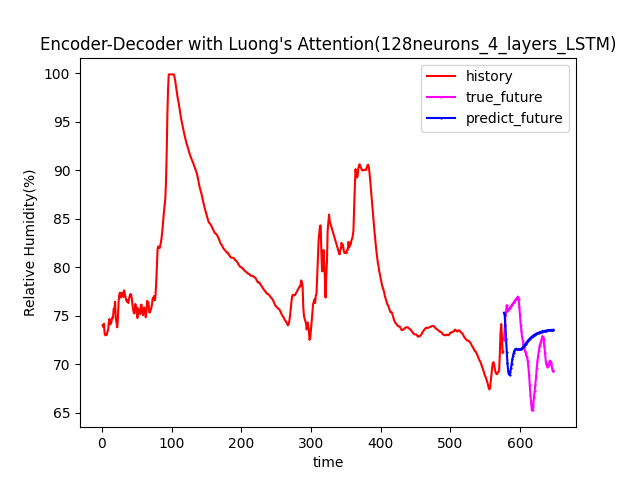 Encoder-Decoder with Luong's Attention(128neurons_4_layers_LSTM)
history
true_future
predict_future
Relative Humidity(%)
100
95
90
85
80
75
70
65
0 100 200 300 400 500 600
time